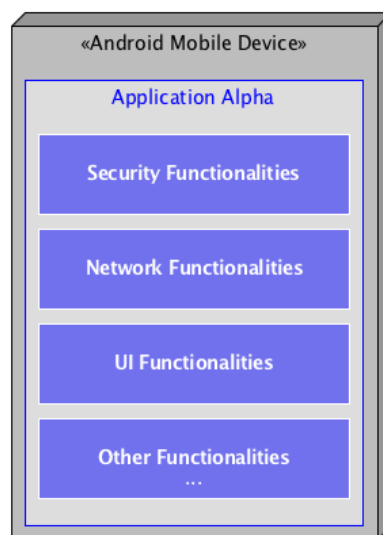 «Android Mobile Device»
Application Alpha
Security Functionalities
Network Functionalities
UI Functionalities
Other Functionalities
...